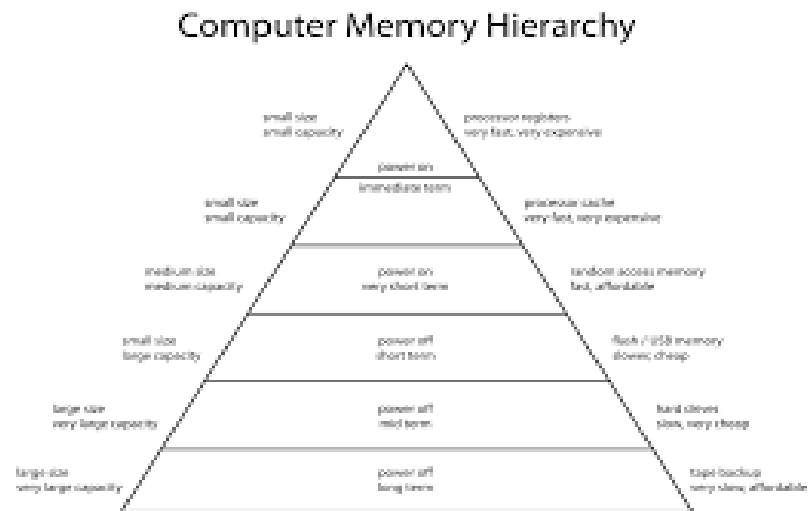 Computer Memory Hierarchy
small size
small capacity
processor registers
very fast, very expensive
power on
immediate term
small size
small capacity
processor cache
very fast, very expensive
medium size
medium capacity
power on
very short term
random access memory
fast, affordable
small size
large capacity
power off
short term
flash / USB memory
slower, cheap
large size
very large capacity
power off
mid term
hard drives
slow, very cheap
large size
very large capacity
power off
long term
tape backup
very slow, affordable